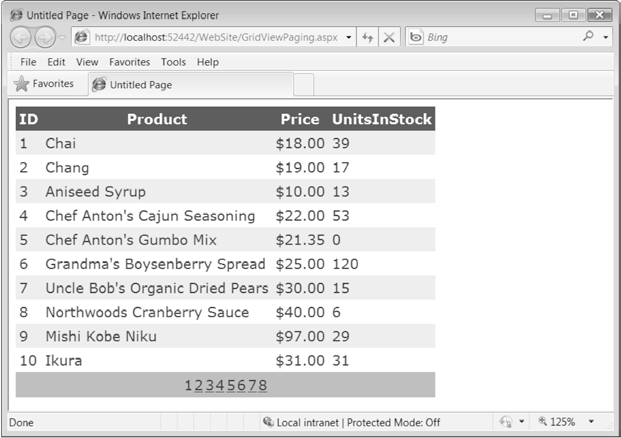 Untitled Page - Windows Internet Explorer
http://localhost:52442/WebSite/GridViewPaging.aspx
Bing
File Edit View Favorites Tools Help
Favorites Untitled Page
ID Product Price UnitsInStock
1 Chai $18.00 39
2 Chang $19.00 17
3 Aniseed Syrup $10.00 13
4 Chef Anton's Cajun Seasoning $22.00 53
5 Chef Anton's Gumbo Mix $21.35 0
6 Grandma's Boysenberry Spread $25.00 120
7 Uncle Bob's Organic Dried Pears $30.00 15
8 Northwoods Cranberry Sauce $40.00 6
9 Mishi Kobe Niku $97.00 29
10 Ikura $31.00 31
1 2 3 4 5 6 7 8
Done Local intranet | Protected Mode: Off 125%